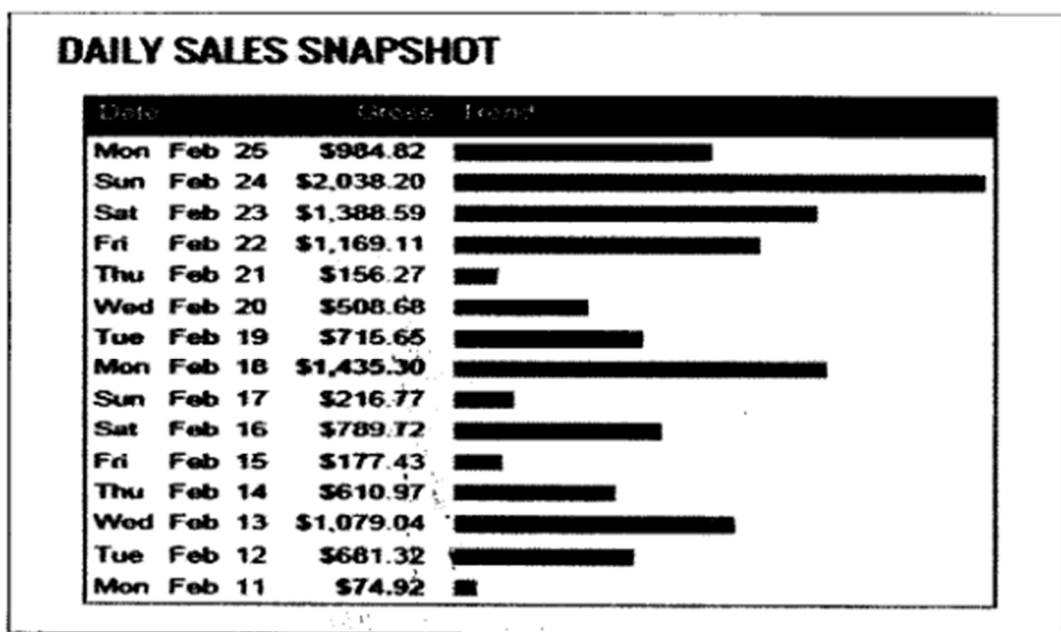 DAILY SALES SNAPSHOT
Date Gross Trend
Mon Feb 25 $984.82
Sun Feb 24 $2,038.20
Sat Feb 23 $1,388.59
Fri Feb 22 $1,169.11
Thu Feb 21 $156.27
Wed Feb 20 $508.68
Tue Feb 19 $715.65
Mon Feb 18 $1,435.30
Sun Feb 17 $216.77
Sat Feb 16 $789.72
Fri Feb 15 $177.43
Thu Feb 14 $610.97
Wed Feb 13 $1,079.04
Tue Feb 12 $681.32
Mon Feb 11 $74.92